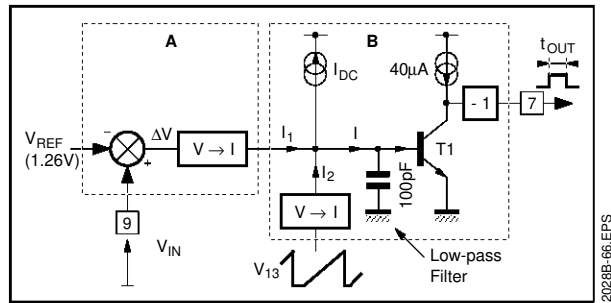 A
B
I_DC
40µA
t_OUT
- 1
7
V_REF
(1.26V)
-
+
ΔV
V → I
I_1
I
T1
I_2
V → I
100pF
9
V_IN
V_13
Low-pass
Filter
2028B-66.EPS